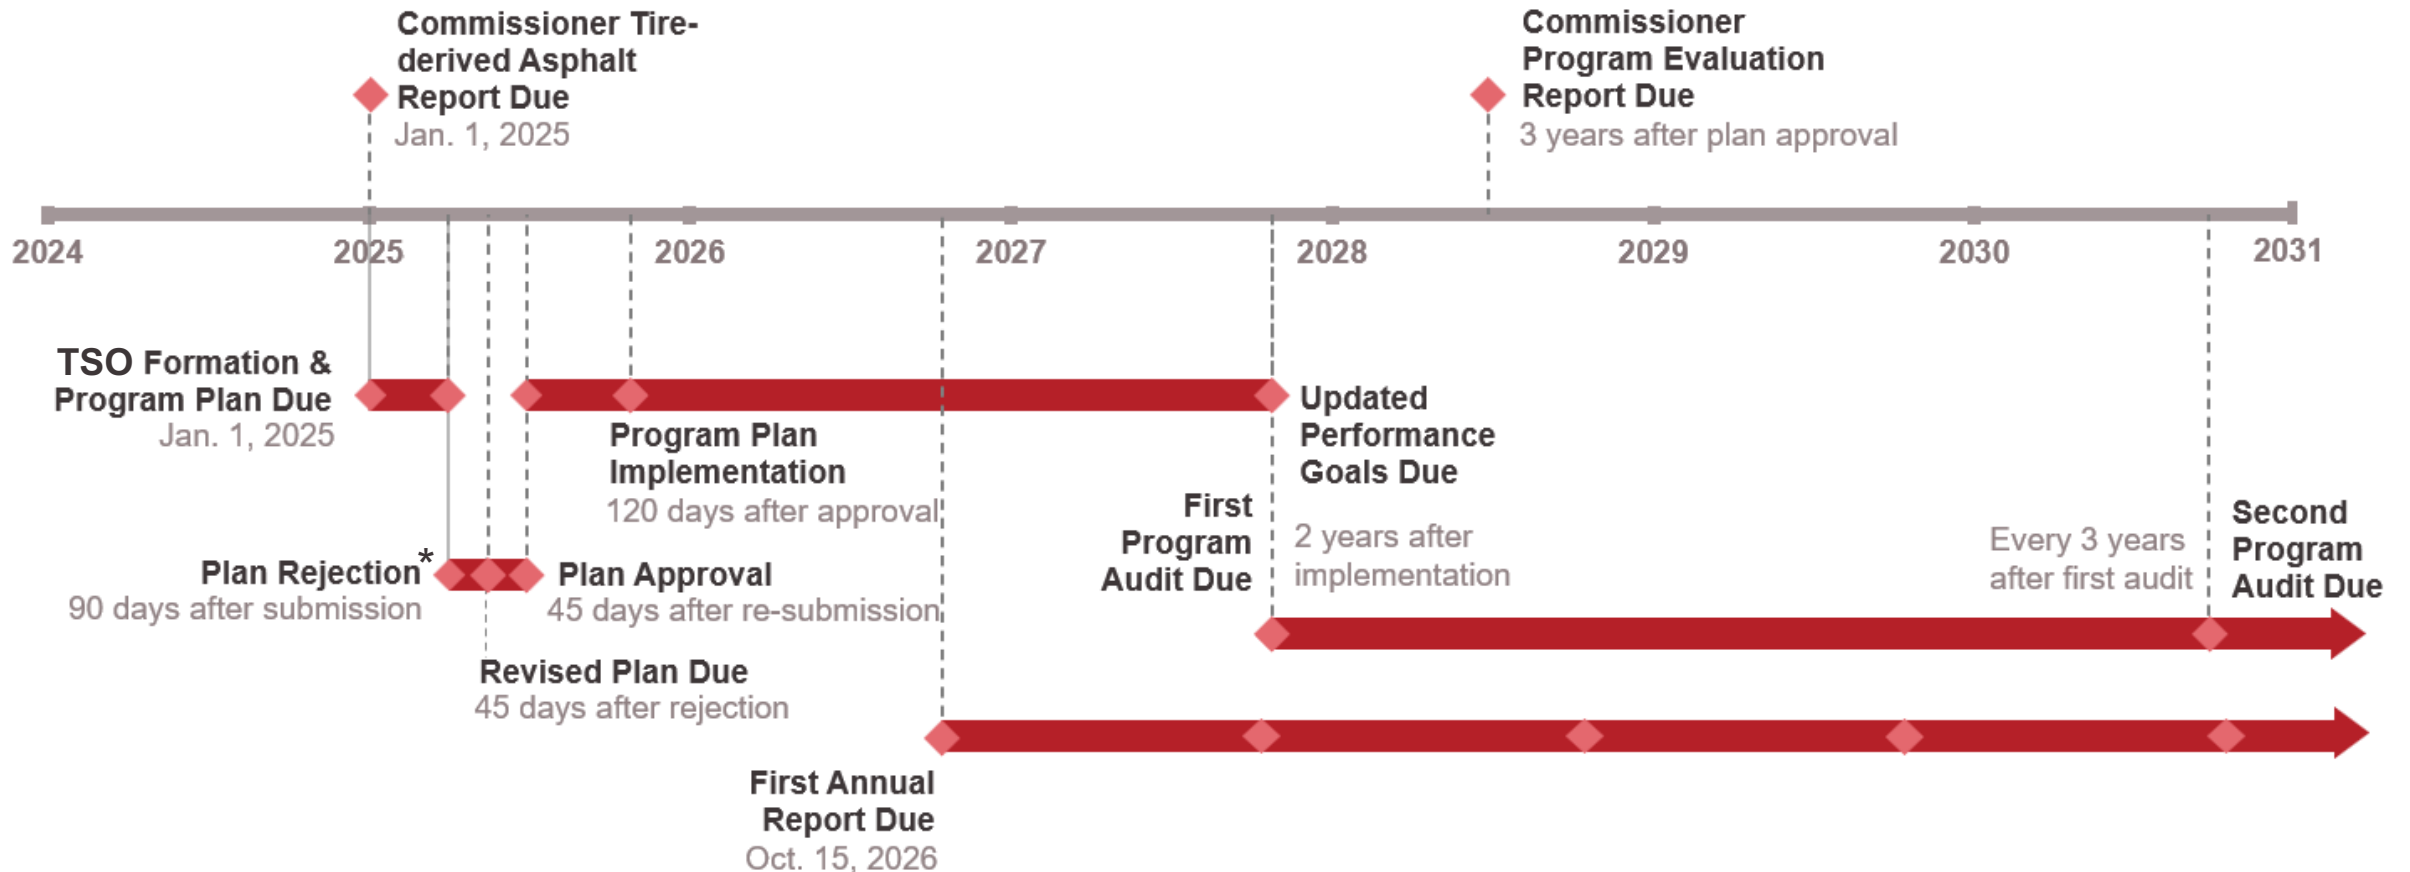 Commissioner Tire-
derived Asphalt
Report Due
Jan. 1, 2025
Commissioner
Program Evaluation
Report Due
3 years after plan approval
2024
2025
2026
2027
2028
2029
2030
2031
TSO Formation &
Program Plan Due
Jan. 1, 2025
Program Plan
Implementation
120 days after approval
Updated
Performance
Goals Due
2 years after
implementation
First
Program
Audit Due
Every 3 years
after first audit
Second
Program
Audit Due
Plan Rejection*
90 days after submission
Plan Approval
45 days after re-submission
Revised Plan Due
45 days after rejection
First Annual
Report Due
Oct. 15, 2026